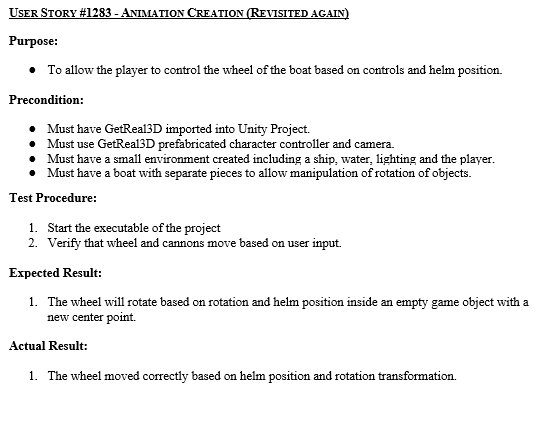 USER STORY #1283 - ANIMATION CREATION (REVISITED AGAIN)
Purpose:
● To allow the player to control the wheel of the boat based on controls and helm position.
Precondition:
● Must have GetReal3D imported into Unity Project.
● Must use GetReal3D prefabricated character controller and camera.
● Must have a small environment created including a ship, water, lighting and the player.
● Must have a boat with separate pieces to allow manipulation of rotation of objects.
Test Procedure:
1. Start the executable of the project
2. Verify that wheel and cannons move based on user input.
Expected Result:
1. The wheel will rotate based on rotation and helm position inside an empty game object with a
new center point.
Actual Result:
1. The wheel moved correctly based on helm position and rotation transformation.